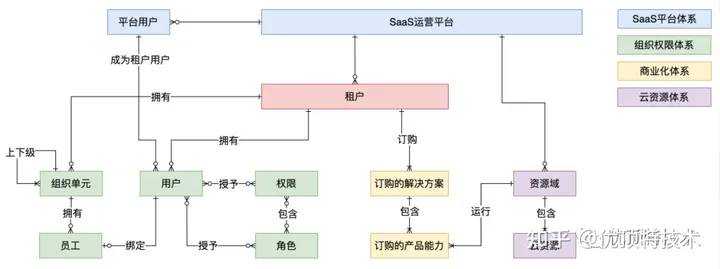 平台用户
SaaS运营平台
SaaS平台体系
成为租户用户
组织权限体系
商业化体系
拥有
租户
云资源体系
拥有
订购
上下级
组织单元
用户
授予
权限
订购的解决方案
资源域
拥有
包含
包含
运行
包含
员工
绑定
授予
角色
订购的产品能力
云资源
知乎 @优顶特技术